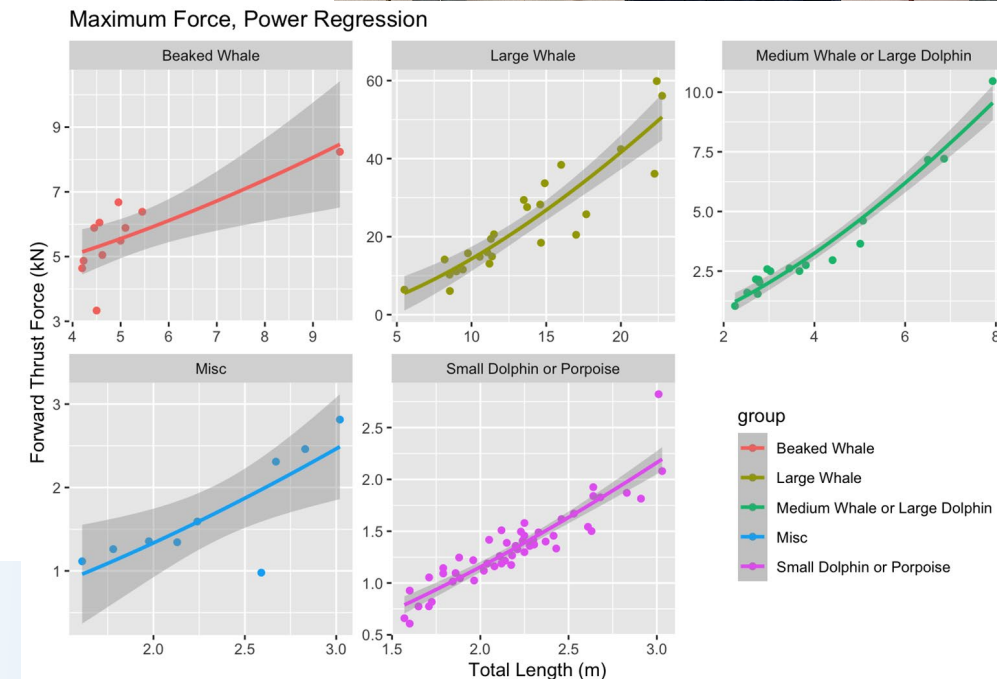 Maximum Force, Power Regression
Beaked Whale
Large Whale
Medium Whale or Large Dolphin
9
7
5
3
4 5 6 7 8 9
60
40
20
0
5 10 15 20
10.0
7.5
5.0
2.5
2 4 6 8
Forward Thrust Force (kN)
Misc
Small Dolphin or Porpoise
3
2
1
2.0 2.5 3.0
2.5
2.0
1.5
1.0
0.5
1.5 2.0 2.5 3.0
Total Length (m)
group
Beaked Whale
Large Whale
Medium Whale or Large Dolphin
Misc
Small Dolphin or Porpoise